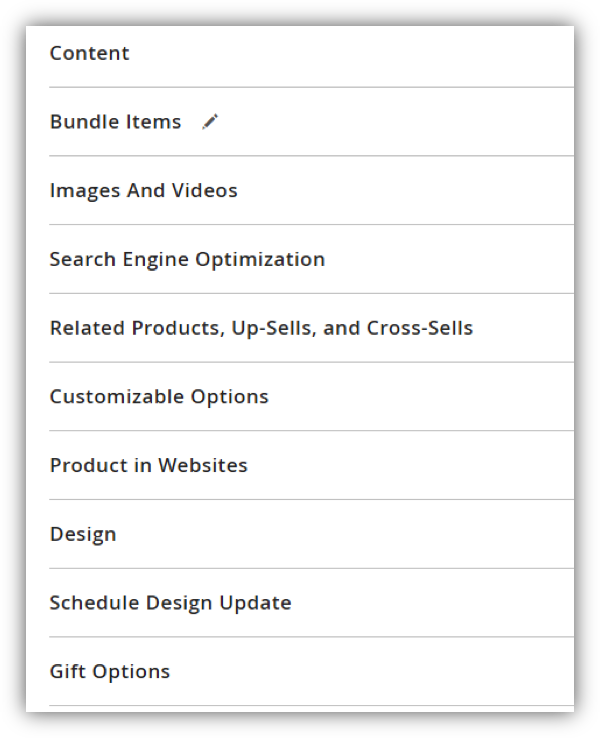 Content
Bundle Items
Images And Videos
Search Engine Optimization
Related Products, Up-Sells, and Cross-Sells
Customizable Options
Product in Websites
Design
Schedule Design Update
Gift Options